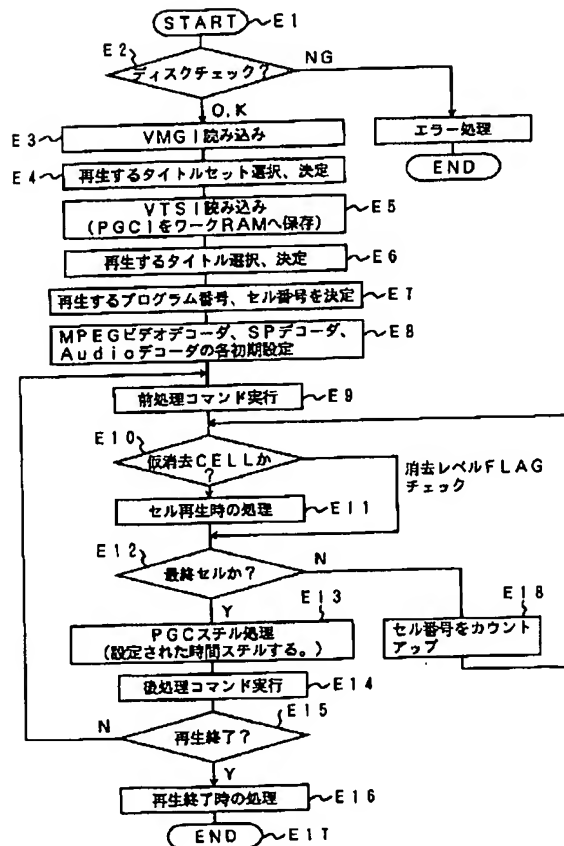 START E1
E2
ディスクチェック? NG
O,K
E3 VMGI読み込み エラー処理
END
E4 再生するタイトルセット選択、決定
VTSI読み込み E5
(PGCIをワークRAMへ保存)
再生するタイトル選択、決定 E6
再生するプログラム番号、セル番号を決定 E7
MPEGビデオデコーダ、SPデコーダ、 E8
Audioデコーダの各初期設定
前処理コマンド実行 E9
E10
仮消去CELLか
?
消去レベルFLAG
チェック
セル再生時の処理 E11
E12
最終セルか? N
Y E13 E18
PGCスチル処理
(設定された時間スチルする。)
セル番号をカウント
アップ
後処理コマンド実行 E14
E15
N 再生終了?
Y
再生終了時の処理 E16
END E17